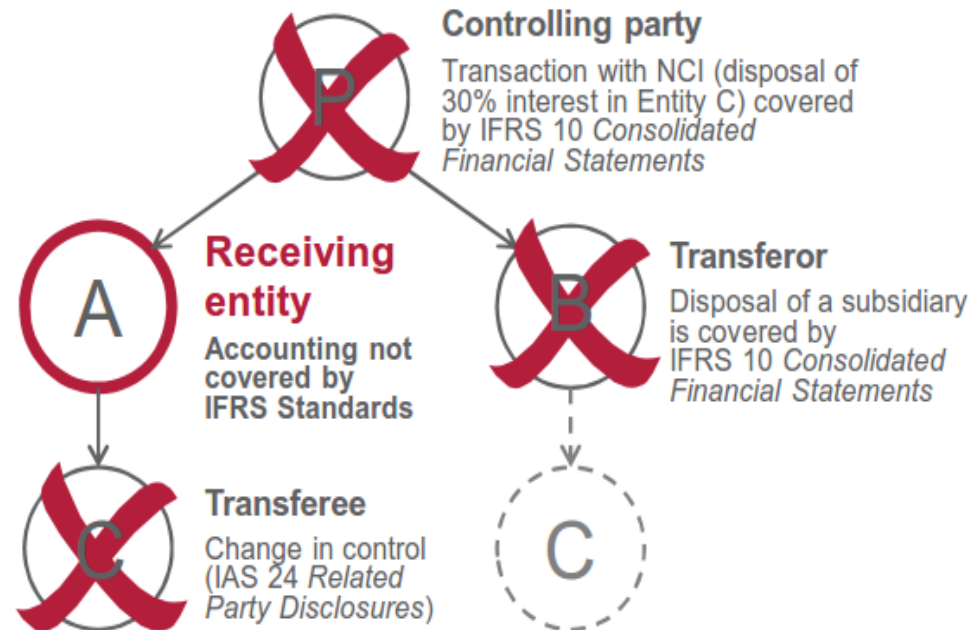 P
Controlling party
Transaction with NCI (disposal of
30% interest in Entity C) covered
by IFRS 10 Consolidated
Financial Statements
A
Receiving
entity
Accounting not
covered by
IFRS Standards
B
Transferor
Disposal of a subsidiary
is covered by
IFRS 10 Consolidated
Financial Statements
C
Transferee
Change in control
(IAS 24 Related
Party Disclosures)
C